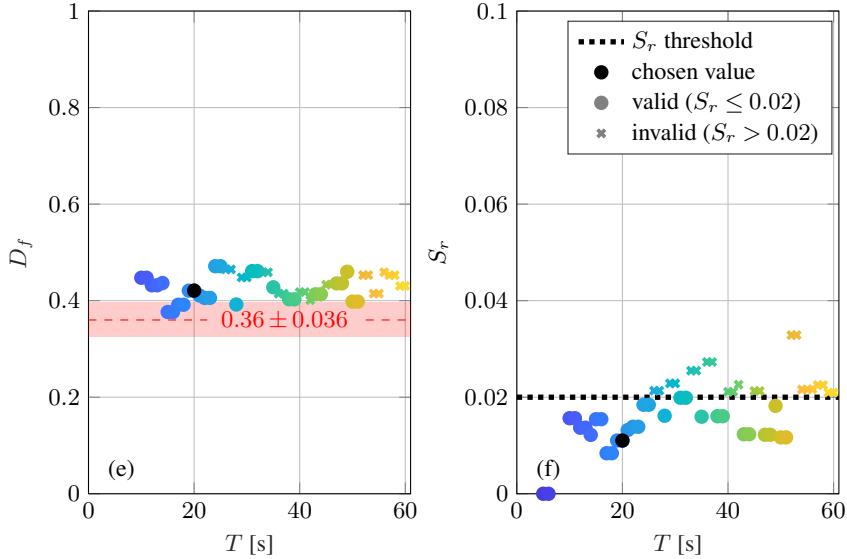 1
0.8
0.6
0.4
0.2
0
D_f
0.36 ± 0.036
(e)
0 20 40 60
T [s]
0.1
0.08
0.06
0.04
0.02
0
S_r
S_r threshold
chosen value
valid (S_r ≤ 0.02)
invalid (S_r > 0.02)
(f)
0 20 40 60
T [s]